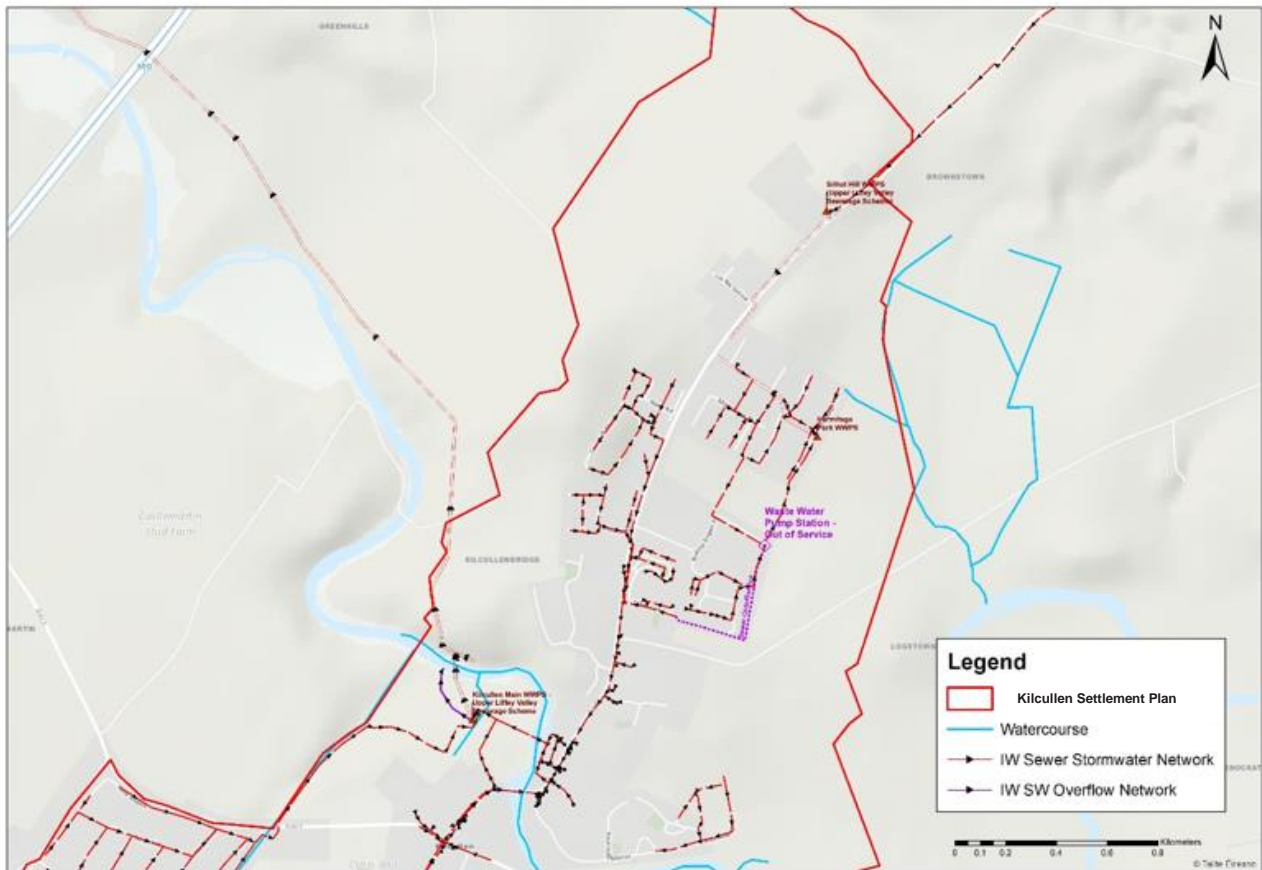 GREENHILLS
N
M9
BROWNSTOWN
Silliot Hill WWPS
Upper Liffey Valley
Sewerage Scheme
Hermitage
Park WWPS
Waste Water
Pump Station -
Out of Service
Castlemartin
Stud Farm
KILCULLENBRIDGE
MARTIN
LOGSTOWN
Kilcullen Main WWPS -
Upper Liffey Valley
Sewerage Scheme
Legend
Kilcullen Settlement Plan
Watercourse
IW Sewer Stormwater Network
IW SW Overflow Network
Kilometers
0 0.1 0.2 0.4 0.6 0.8
© Tailte Éireann